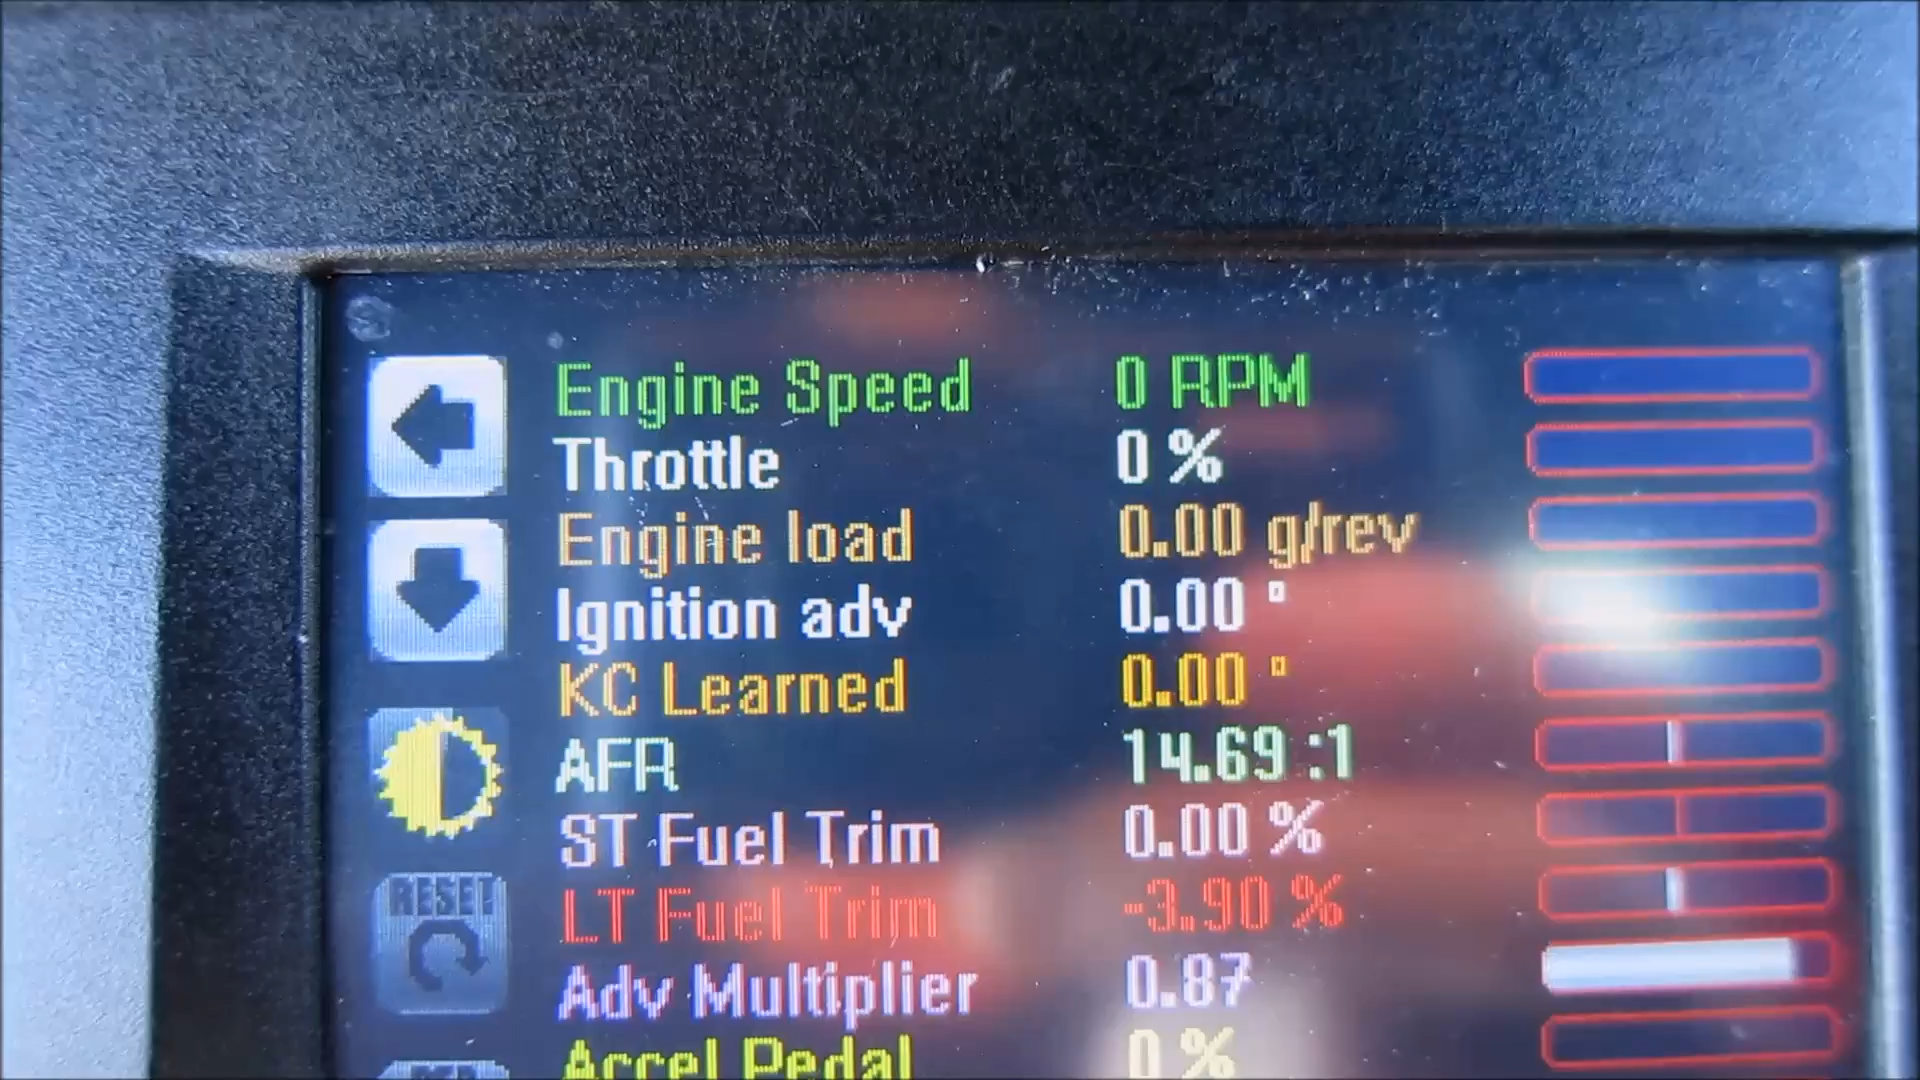 Engine Speed 0 RPM
Throttle 0 %
Engine load 0.00 g/rev
Ignition adv 0.00 °
KC Learned 0.00 °
AFR 14.69 :1
ST Fuel Trim 0.00 %
RESET
LT Fuel Trim -3.90 %
Adv Multiplier 0.87
Accel Pedal 0 %